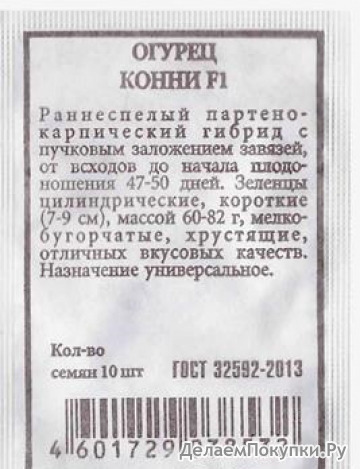 ОГУРЕЦ
КОННИ F1
Раннеспелый партено-
карпический гибрид с
пучковым заложением завязей,
от всходов до начала плодо-
ношения 47-50 дней. Зеленцы
цилиндрические, короткие
(7-9 см), массой 60-82 г, мелко-
бугорчатые, хрустящие,
отличных вкусовых качеств.
Назначение универсальное.
Кол-во
семян 10 шт ГОСТ 32592-2013
4 601729
ДелаемПокупки.Ру